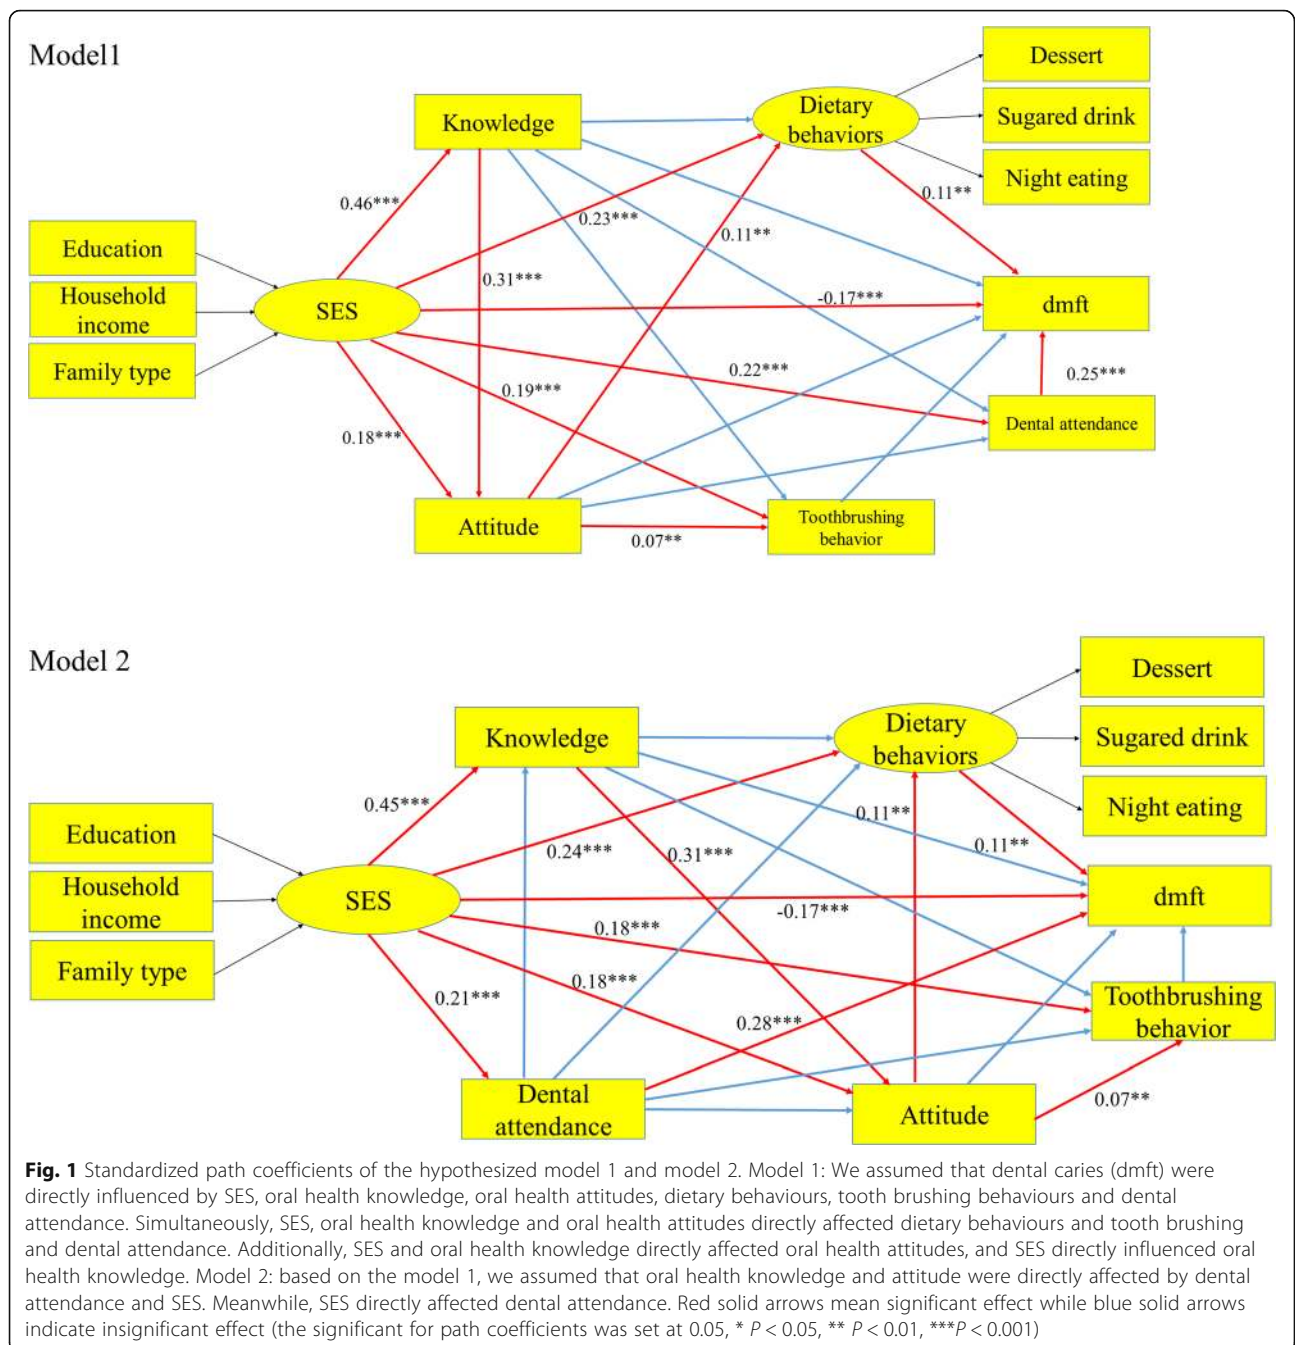 Model1
Dessert
Sugared drink
Night eating
Dietary
behaviors
Knowledge
0.11**
0.46***
0.23***
0.11**
Education
0.31***
Household
income
SES
-0.17***
dmft
Family type
0.22***
0.25***
0.19***
Dental attendance
0.18***
Attitude
0.07**
Toothbrushing
behavior
Model 2
Dessert
Sugared drink
Night eating
Dietary
behaviors
Knowledge
0.45***
0.11**
0.24***
0.31***
0.11**
Education
Household
income
SES
-0.17***
dmft
0.18***
Family type
0.21***
0.18***
0.28***
Toothbrushing
behavior
Dental
attendance
Attitude
0.07**
Fig. 1 Standardized path coefficients of the hypothesized model 1 and model 2. Model 1: We assumed that dental caries (dmft) were
directly influenced by SES, oral health knowledge, oral health attitudes, dietary behaviours, tooth brushing behaviours and dental
attendance. Simultaneously, SES, oral health knowledge and oral health attitudes directly affected dietary behaviours and tooth brushing
and dental attendance. Additionally, SES and oral health knowledge directly affected oral health attitudes, and SES directly influenced oral
health knowledge. Model 2: based on the model 1, we assumed that oral health knowledge and attitude were directly affected by dental
attendance and SES. Meanwhile, SES directly affected dental attendance. Red solid arrows mean significant effect while blue solid arrows
indicate insignificant effect (the significant for path coefficients was set at 0.05, * P < 0.05, ** P < 0.01, ***P < 0.001)